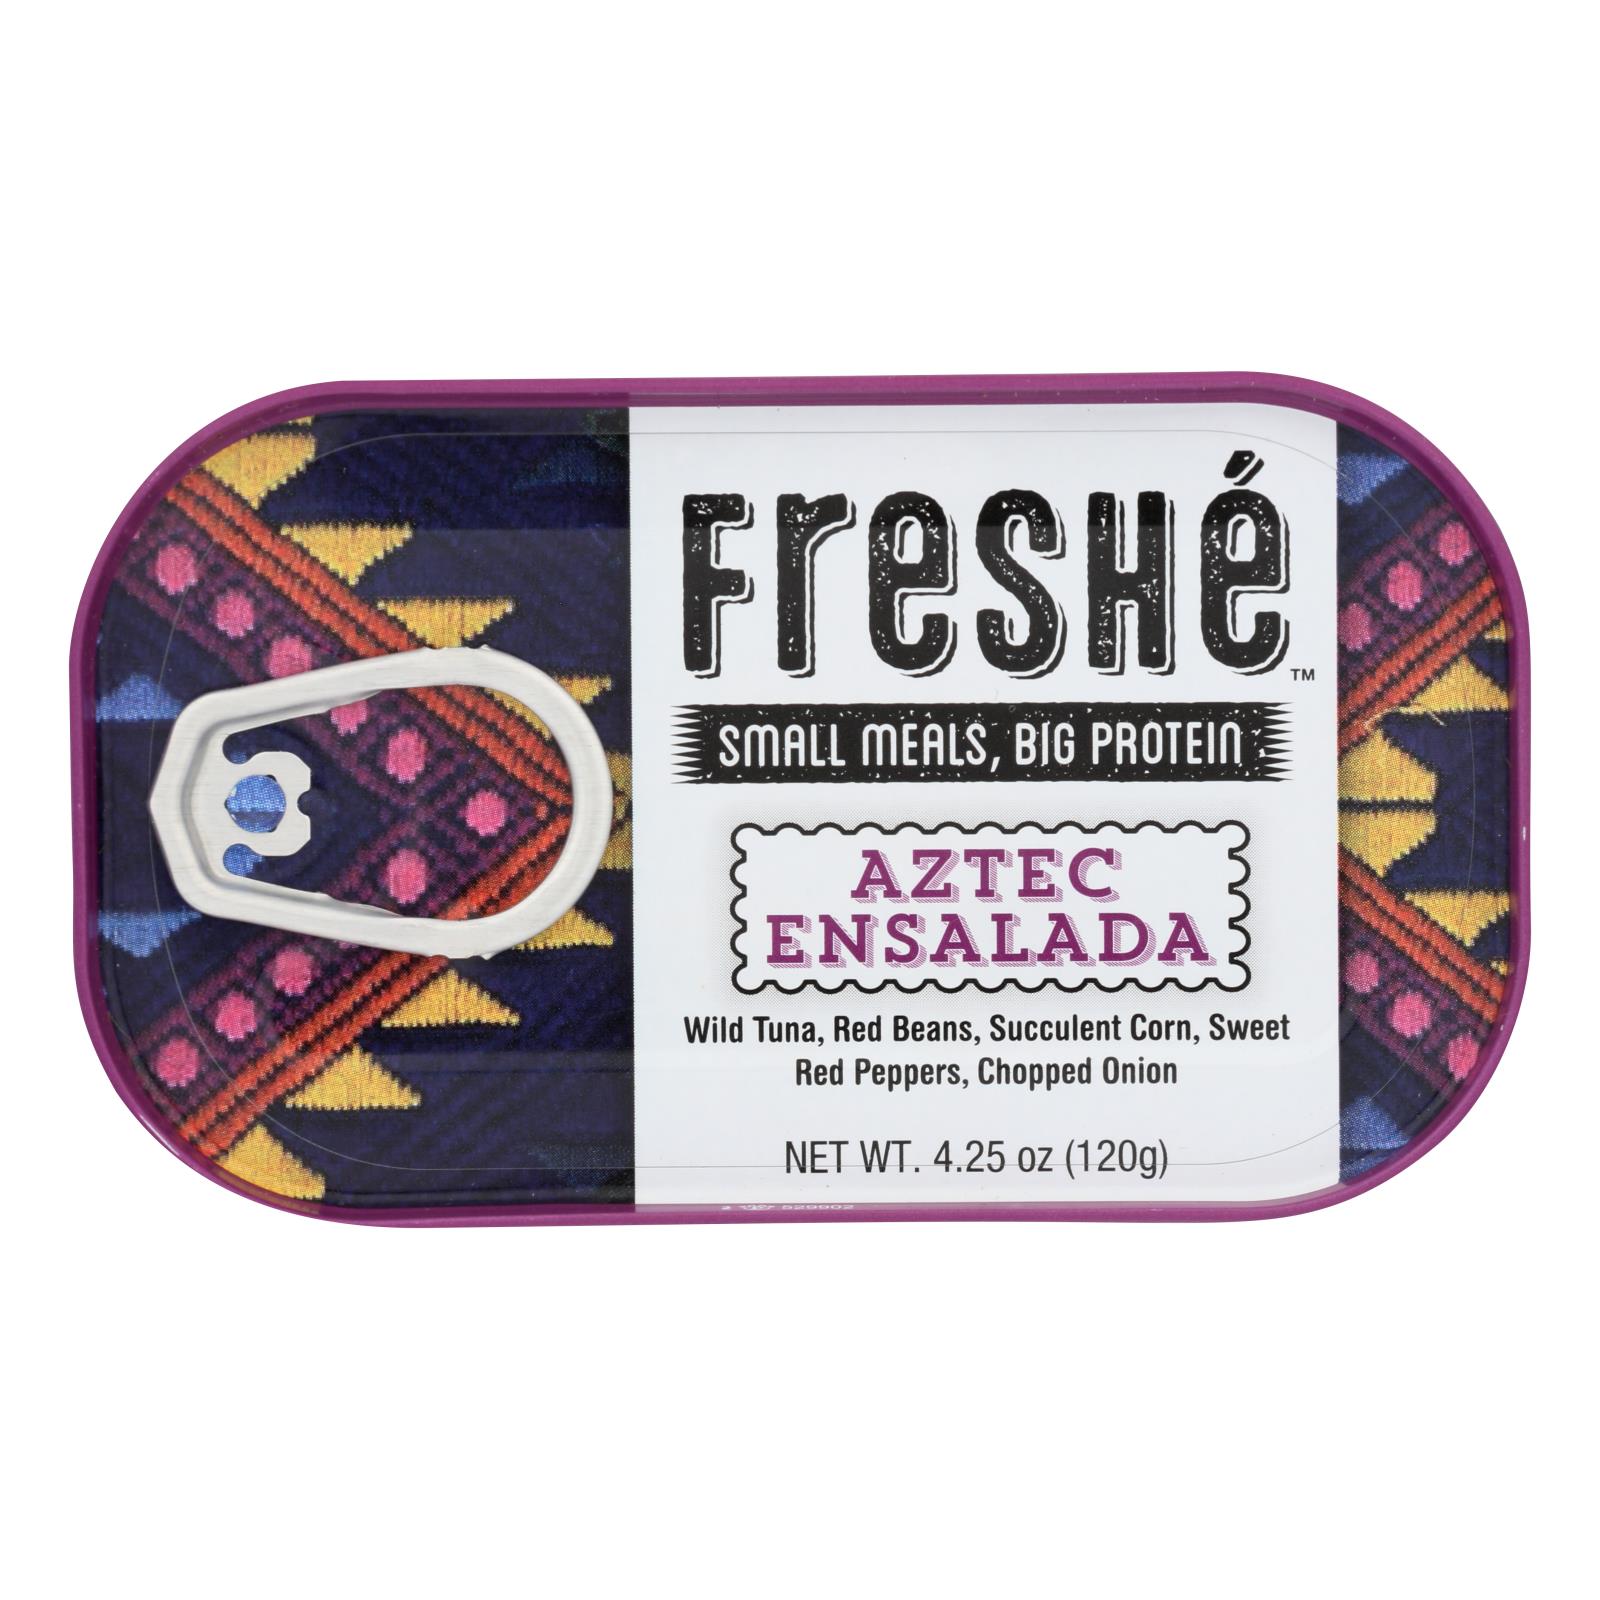 FresHé
TM
SMALL MEALS, BIG PROTEIN
AZTEC
ENSALADA
Wild Tuna, Red Beans, Succulent Corn, Sweet
Red Peppers, Chopped Onion
NET WT. 4.25 oz (120g)
529902